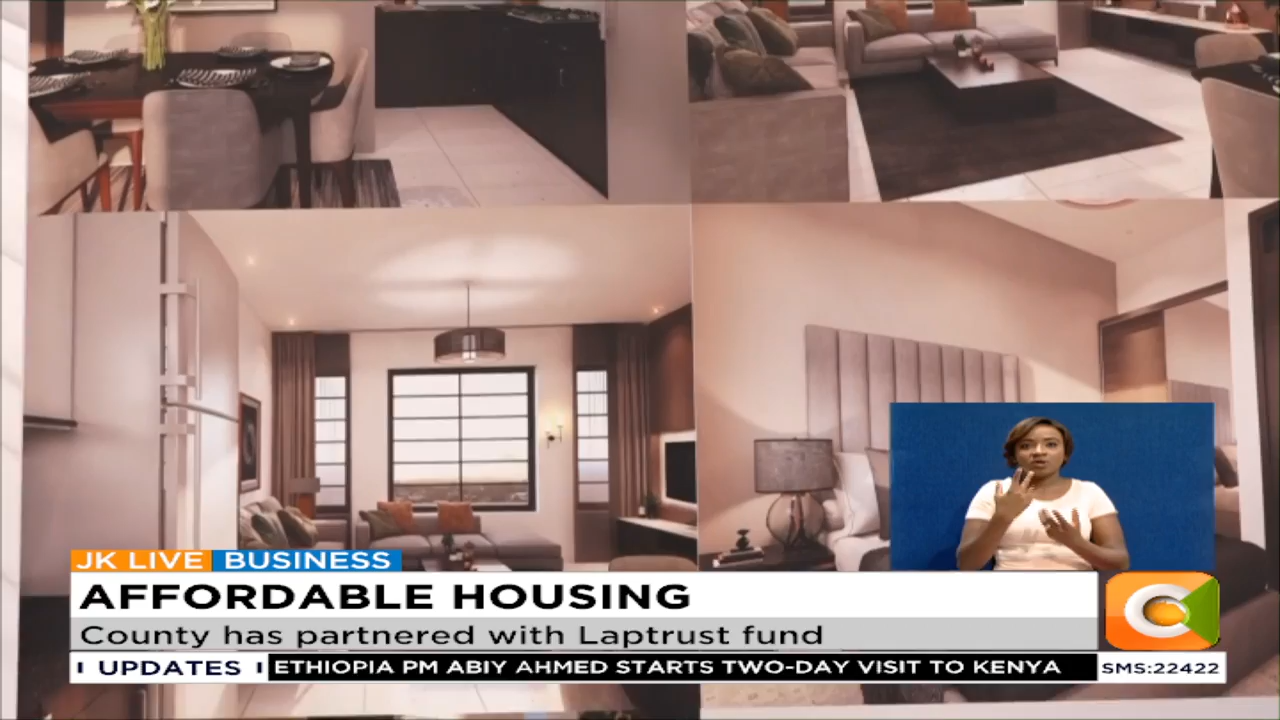 JK LIVE BUSINESS
AFFORDABLE HOUSING
County has partnered with Laptrust fund
UPDATES ETHIOPIA PM ABIY AHMED STARTS TWO-DAY VISIT TO KENYA SMS:22422